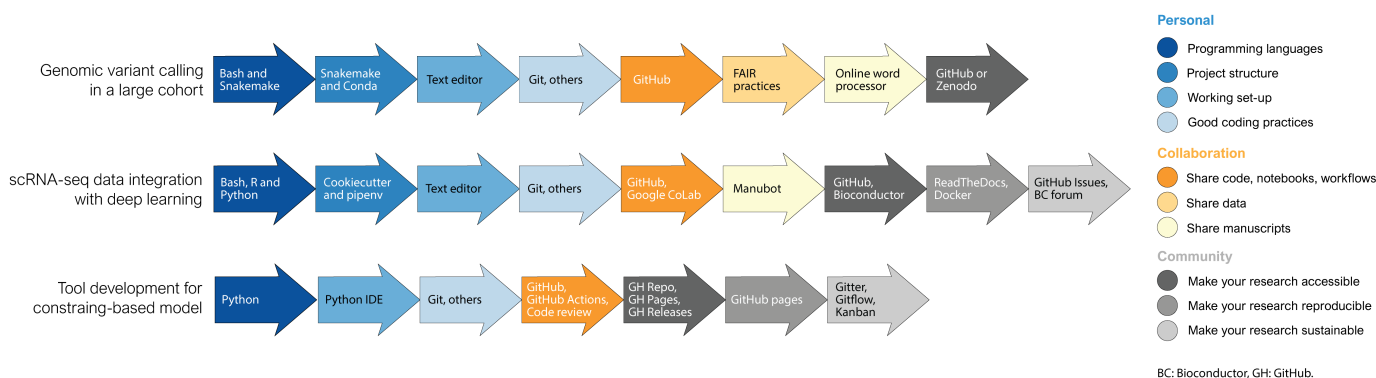 Genomic variant calling
in a large cohort
Bash and
Snakemake
Snakemake
and Conda
Text editor
Git, others
GitHub
FAIR
practices
Online word
processor
GitHub or
Zenodo
scRNA-seq data integration
with deep learning
Bash, R and
Python
Cookiecutter
and pipenv
Text editor
Git, others
GitHub,
Google CoLab
Manubot
GitHub,
Bioconductor
ReadTheDocs,
Docker
GitHub Issues,
BC forum
Tool development for
constraing-based model
Python
Python IDE
Git, others
GitHub,
GitHub Actions,
Code review
GH Repo,
GH Pages,
GH Releases
GitHub pages
Gitter,
Gitflow,
Kanban
Personal
Programming languages
Project structure
Working set-up
Good coding practices
Collaboration
Share code, notebooks, workflows
Share data
Share manuscripts
Community
Make your research accessible
Make your research reproducible
Make your research sustainable
BC: Bioconductor, GH: GitHub.